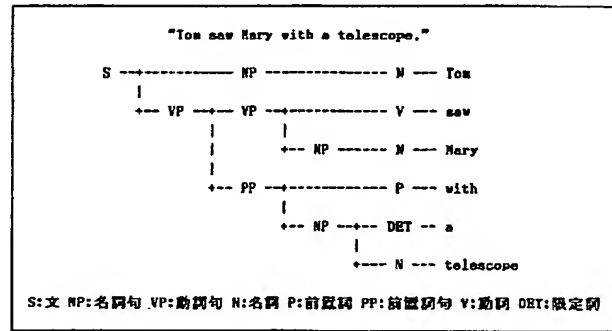 "Tom saw Mary with a telescope."
S NP N Tom
VP VP V saw
NP N Mary
PP P with
NP DET a
N telescope
S:文 NP:名詞句 VP:動詞句 N:名詞 P:前置詞 PP:前置詞句 V:動詞 DET:限定詞